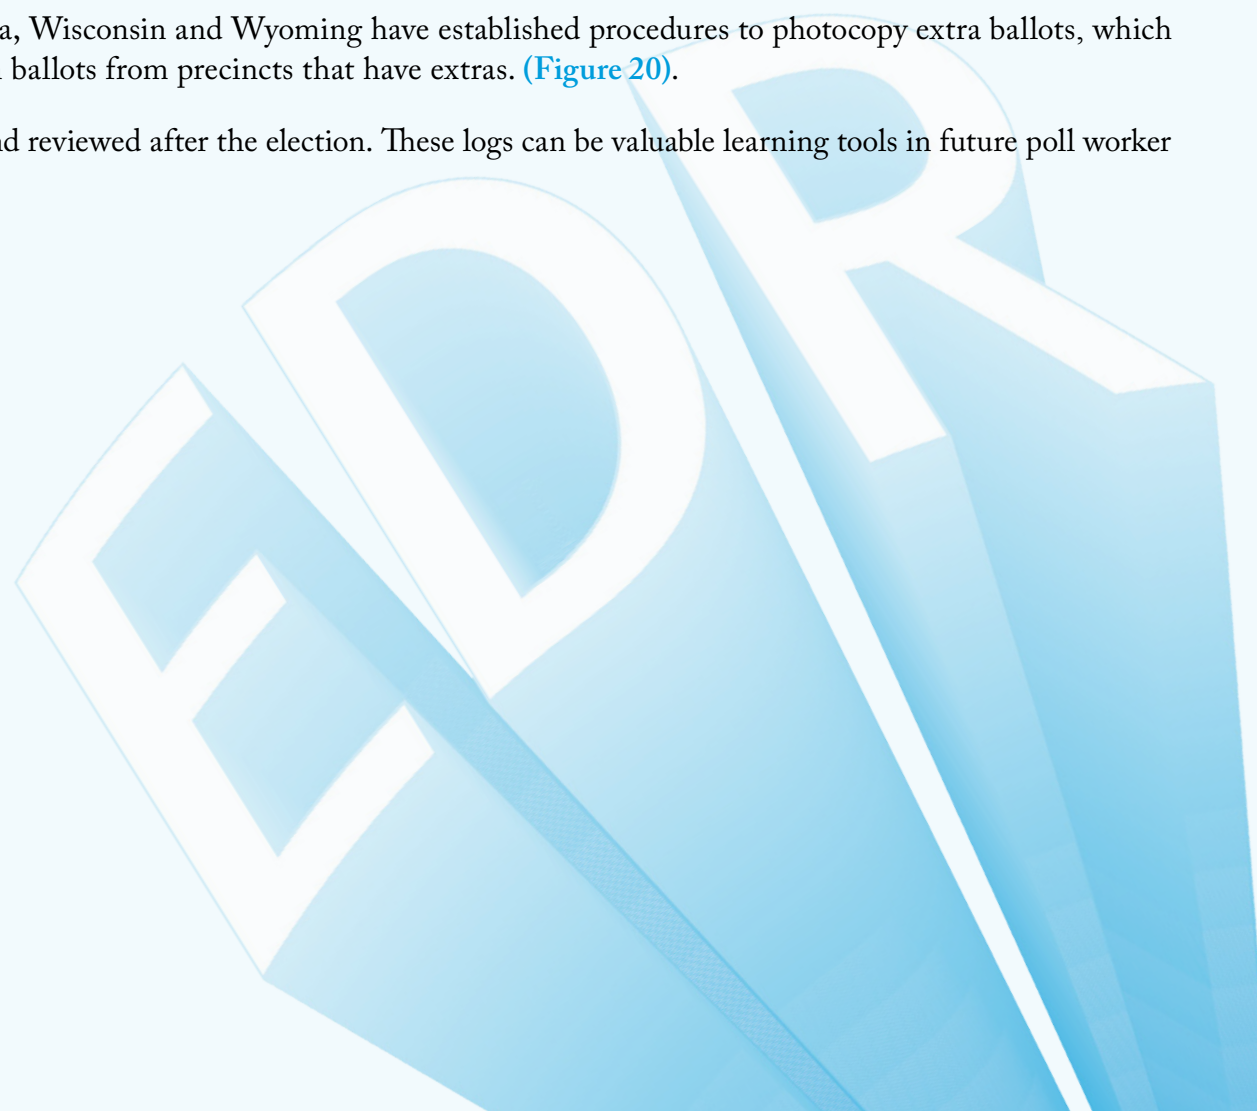 a, Wisconsin and Wyoming have established procedures to photocopy extra ballots, which
ballots from precincts that have extras. (Figure 20).
nd reviewed after the election. These logs can be valuable learning tools in future poll worker
EDR